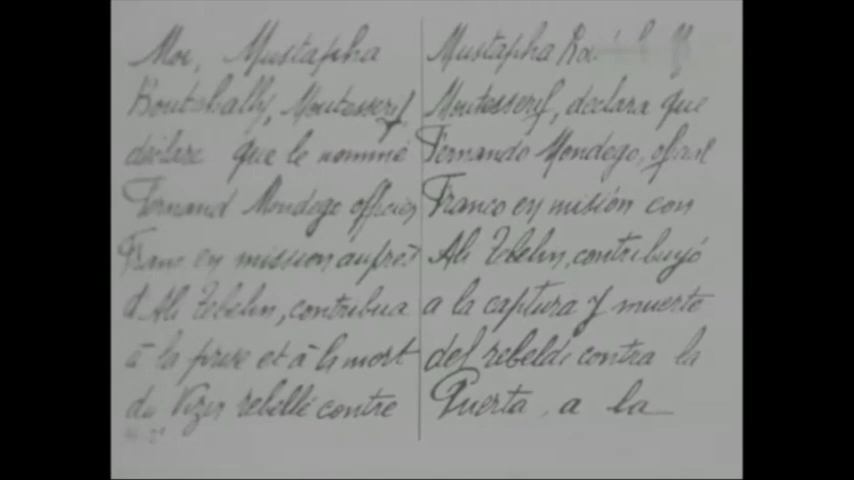 Moi, Mustapha
Boutshally, Moutesserif,
déclare que le nommé
Fernand Mondego officier
Franc en mission auprès
d'Ali Tebelin, contribua
à la prise et à la mort
du Vizir rebelle contre
Mustapha
Moutesserif, declara que
Fernando Mondego, oficial
Franco en misión con
Ali Tebelin, contribuyó
a la captura y muerte
del rebelde contra la
Puerta, a la